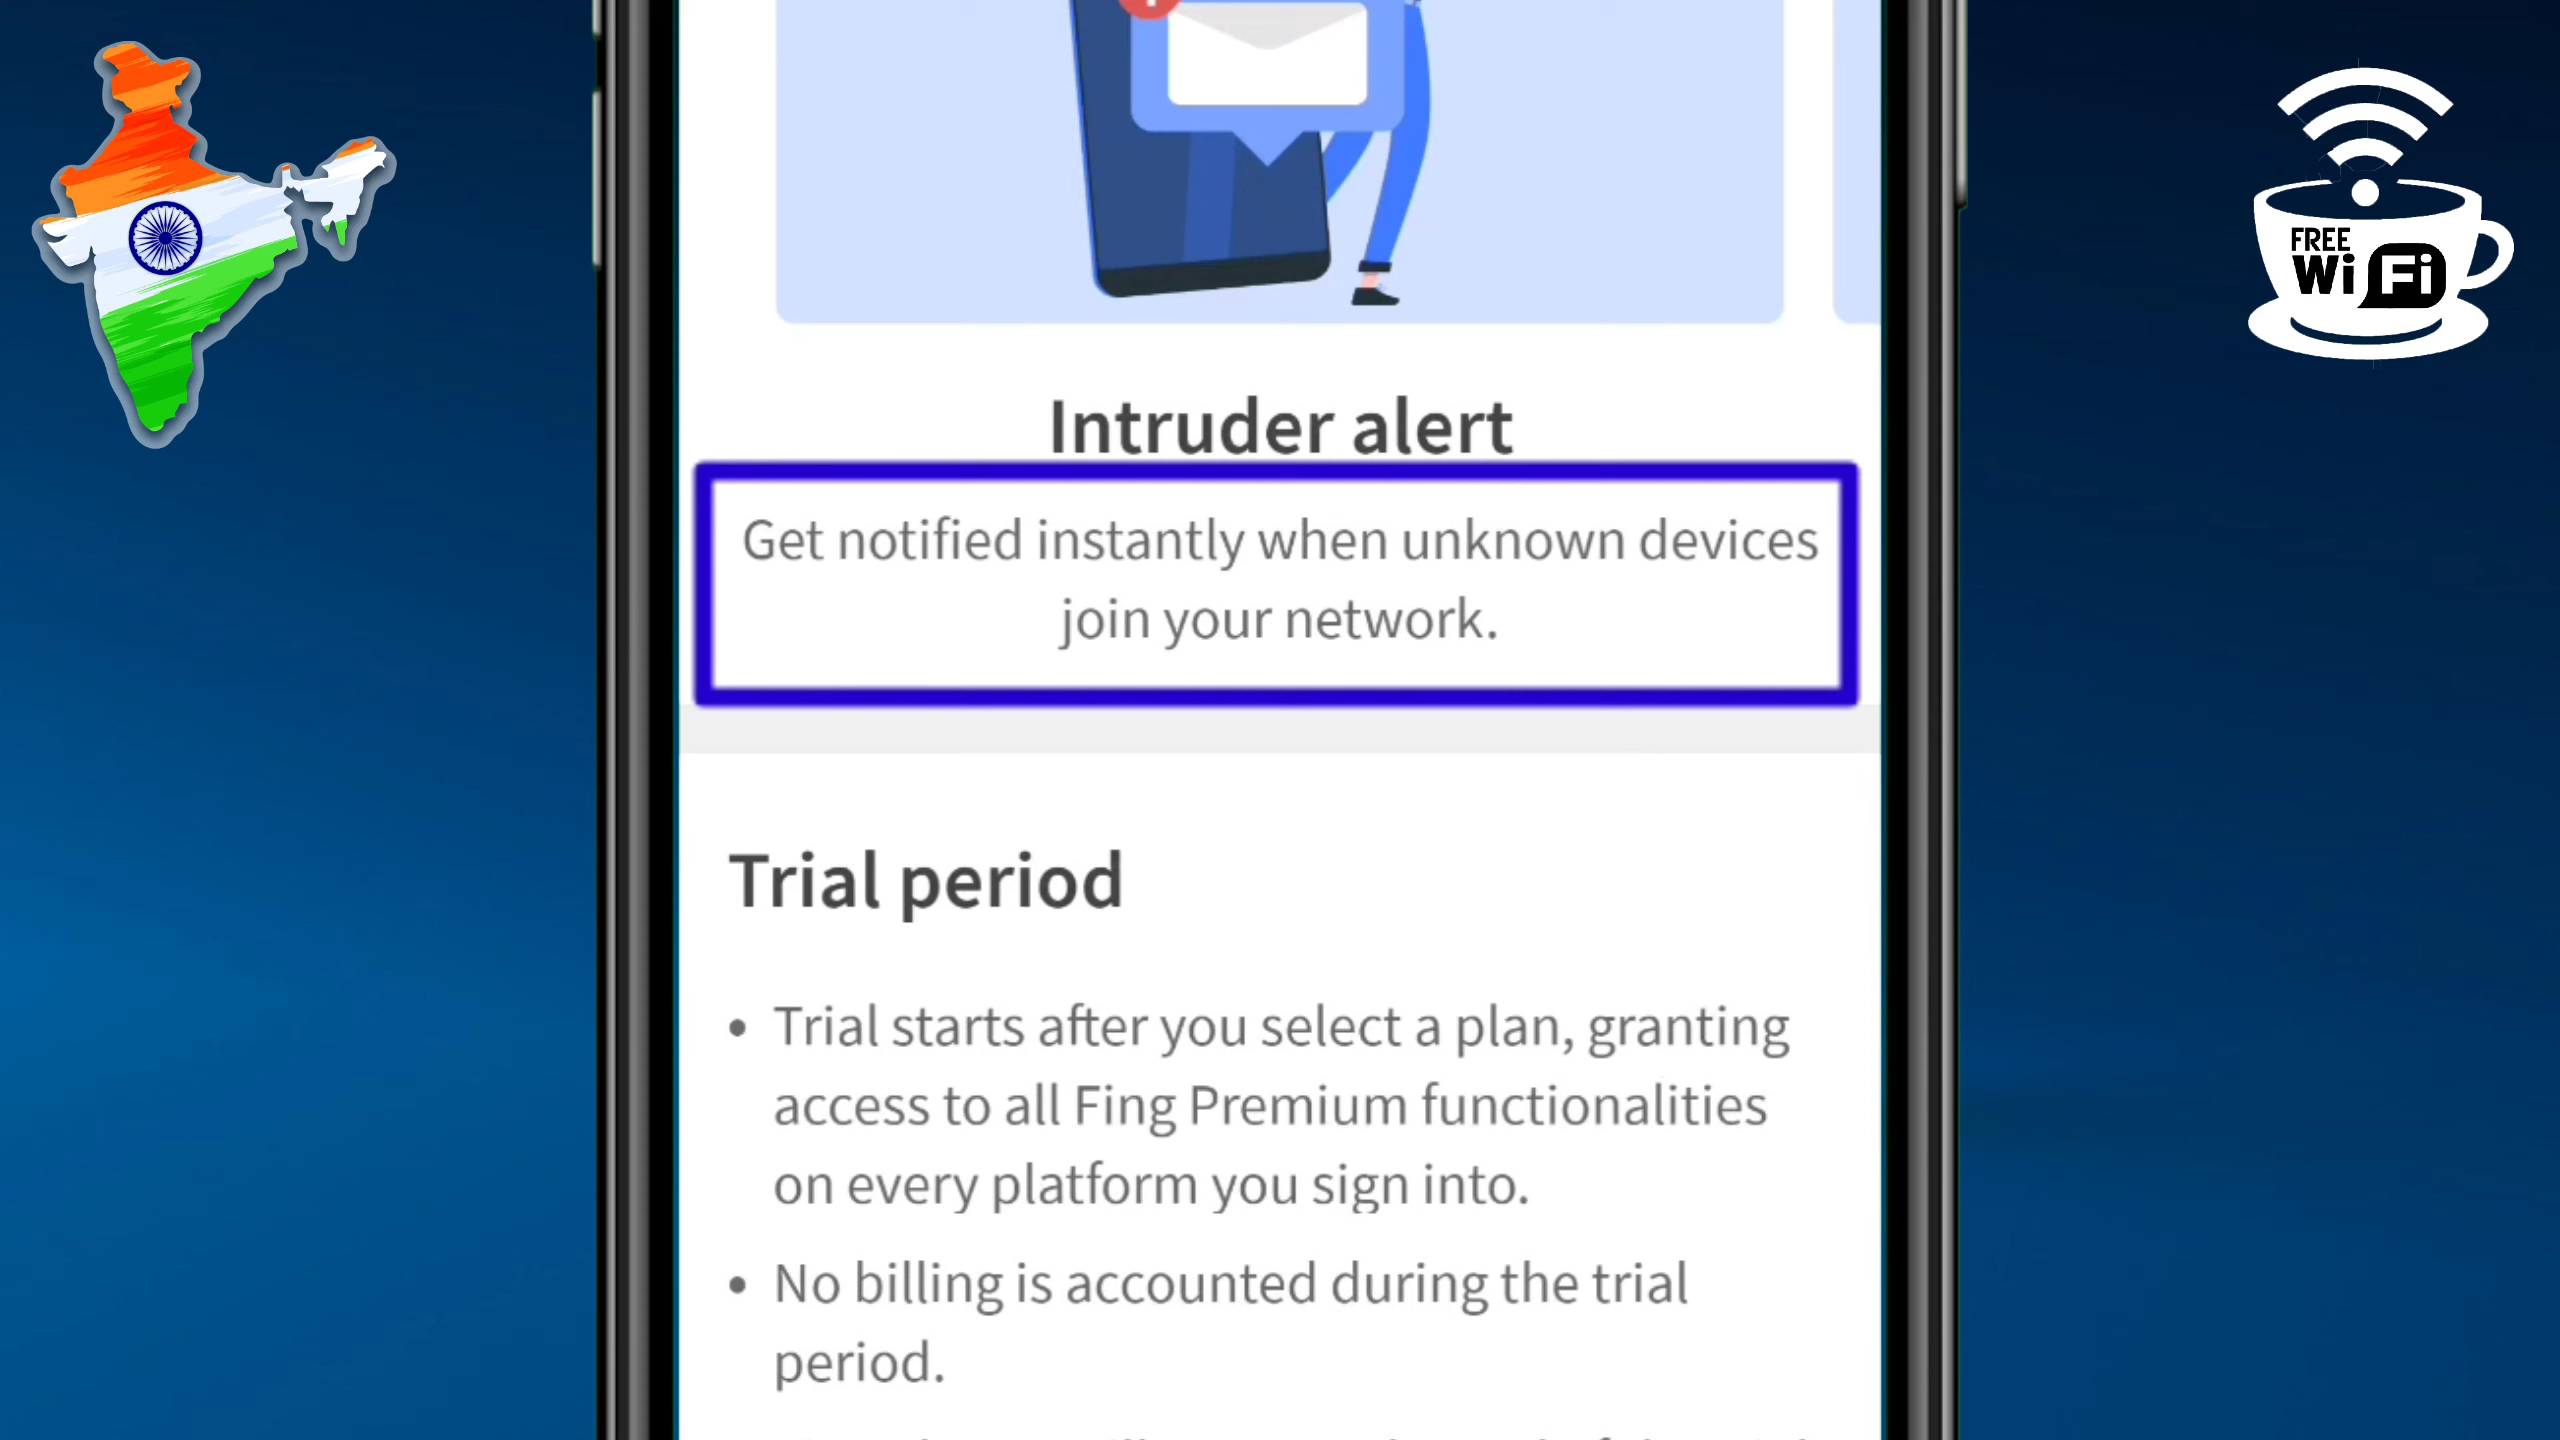 FREE
WiFi
Intruder alert
Get notified instantly when unknown devices
join your network.
Trial period
• Trial starts after you select a plan, granting
access to all Fing Premium functionalities
on every platform you sign into.
• No billing is accounted during the trial
period.